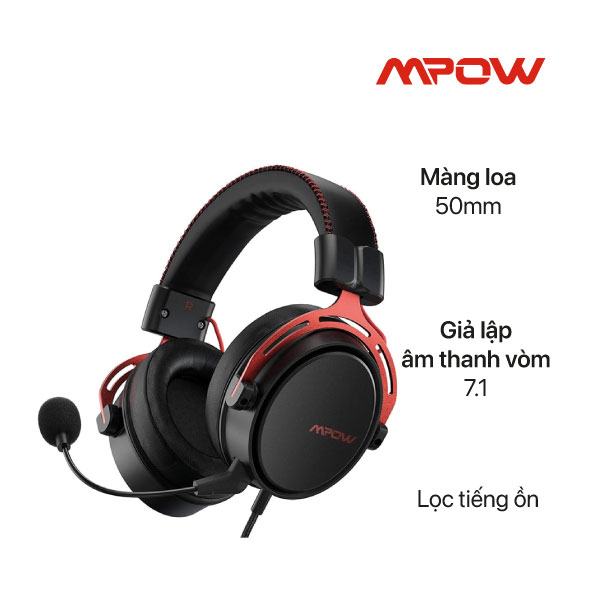 MPOW
Màng loa
50mm
Giả lập
âm thanh vòm
7.1
R
MPOW
Lọc tiếng ồn